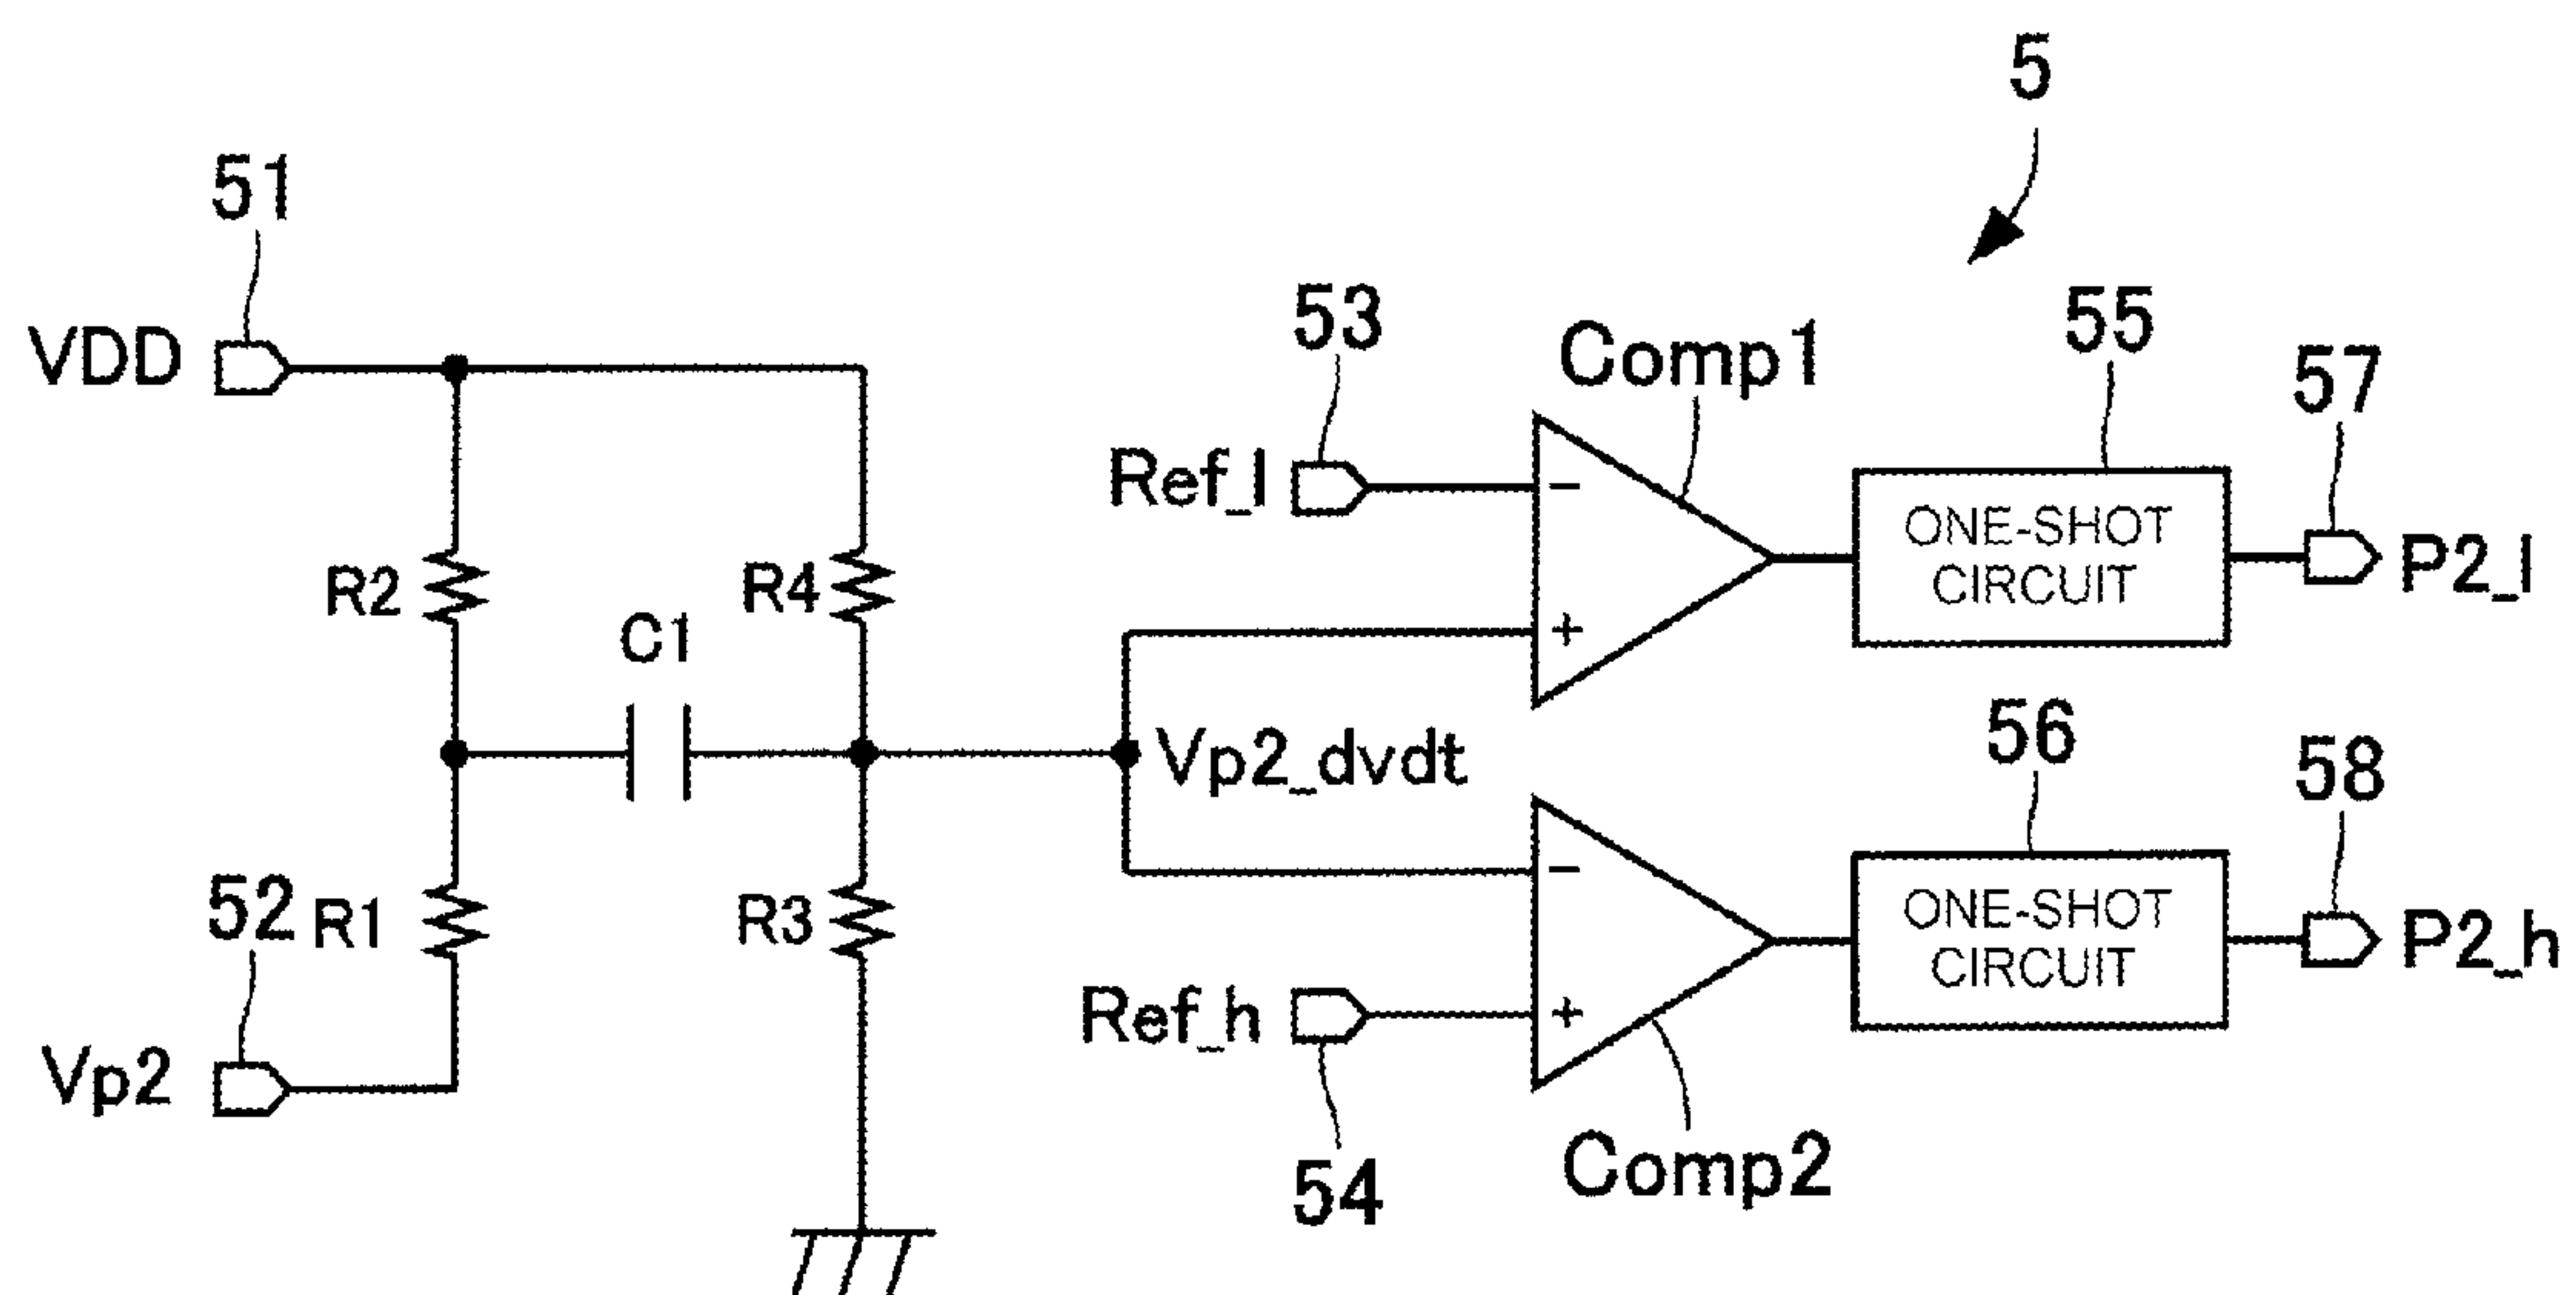 5
51
VDD
53
Comp1
55
57
Ref_l
−
ONE-SHOT
CIRCUIT
P2_l
R2
R4
C1
+
Vp2_dvdt
56
58
52
R1
R3
−
ONE-SHOT
CIRCUIT
P2_h
Ref_h
+
Vp2
54
Comp2